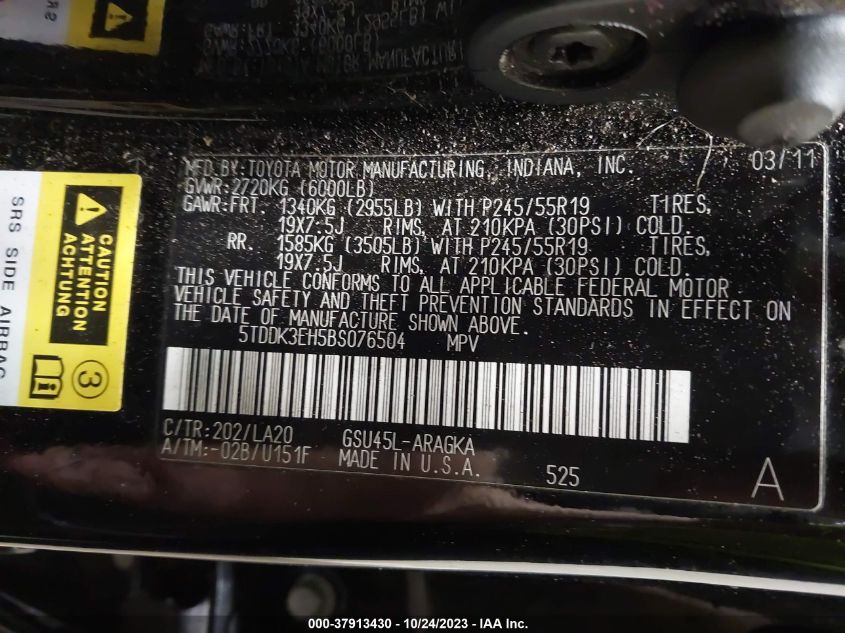 SRS SIDE AIRBAG
CAUTION
ATTENTION
ACHTUNG
3
MFD.BY:TOYOTA MOTOR MANUFACTURING, INDIANA, INC. 03/11
GVWR:2720KG (6000LB)
GAWR:FRT. 1340KG (2955LB) WITH P245/55R19 TIRES,
19X7.5J RIMS, AT 210KPA (30PSI) COLD.
RR. 1585KG (3505LB) WITH P245/55R19 TIRES,
19X7.5J RIMS, AT 210KPA (30PSI) COLD.
THIS VEHICLE CONFORMS TO ALL APPLICABLE FEDERAL MOTOR
VEHICLE SAFETY AND THEFT PREVENTION STANDARDS IN EFFECT ON
THE DATE OF MANUFACTURE SHOWN ABOVE.
5TDDK3EH5BS076504 MPV
C/TR:202/LA20 GSU45L-ARAGKA
A/TM:-02B/U151F MADE IN U.S.A. 525 A
000-37913430 - 10/24/2023 - IAA Inc.